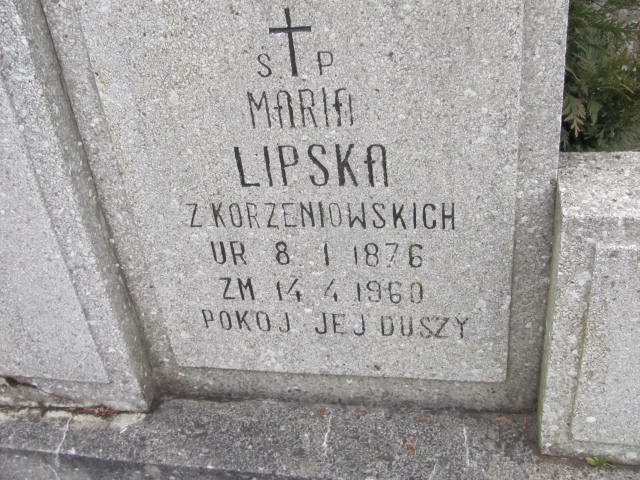 S P
MARIA
LIPSKA
Z KORZENIOWSKICH
UR 8 1 1876
ZM 14 4 1960
POKOJ JEJ DUSZY